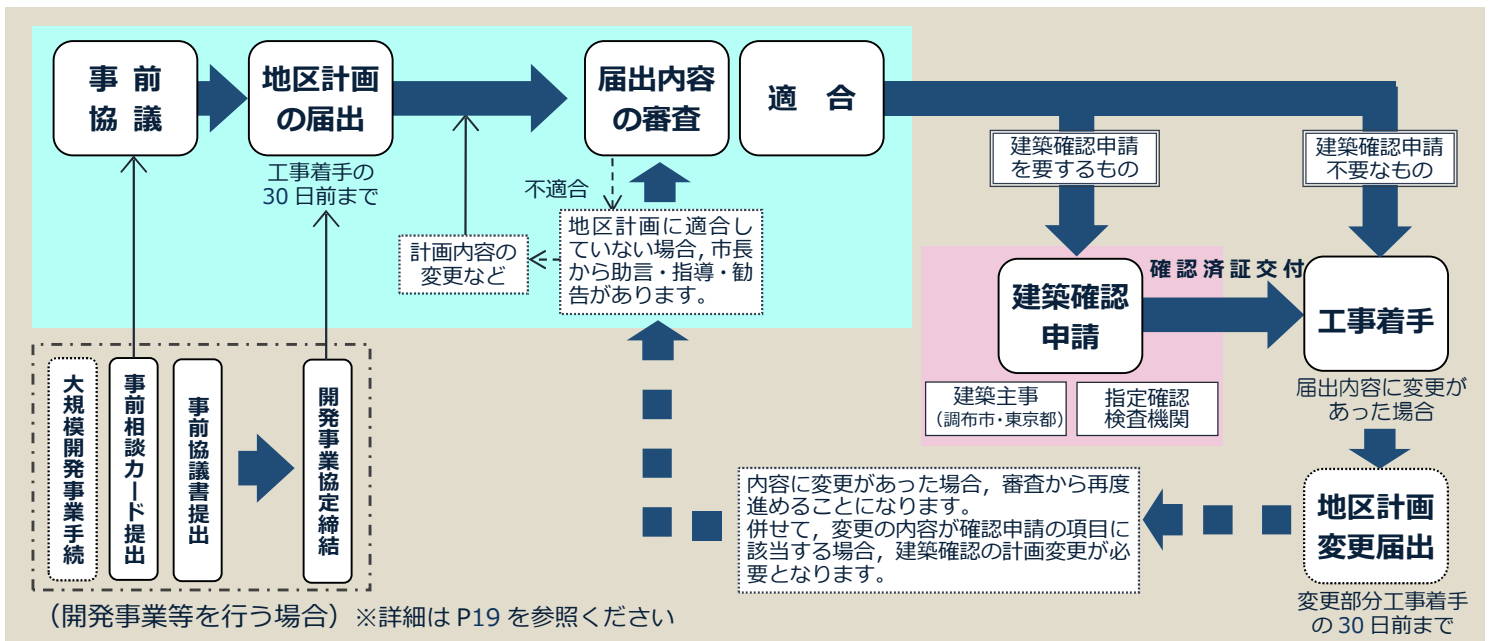 事前
協議
地区計画
の届出
工事着手の
30日前まで
届出内容
の審査
適 合
不適合
地区計画に適合し
ていない場合，市長
から助言・指導・勧
告があります。
計画内容の
変更など
建築確認申請
を要するもの
建築確認申請
不要なもの
建築確認
申請
確認済証交付
工事着手
建築主事
（調布市・東京都）
指定確認
検査機関
届出内容に変更が
あった場合
地区計画
変更届出
変更部分工事着手
の30日前まで
内容に変更があった場合，審査から再度
進めることになります。
併せて，変更の内容が確認申請の項目に
該当する場合，建築確認の計画変更が必
要となります。
大規模開発事業手続
事前相談カード提出
事前協議書提出
開発事業協定締結
（開発事業等を行う場合）※詳細は P19 を参照ください